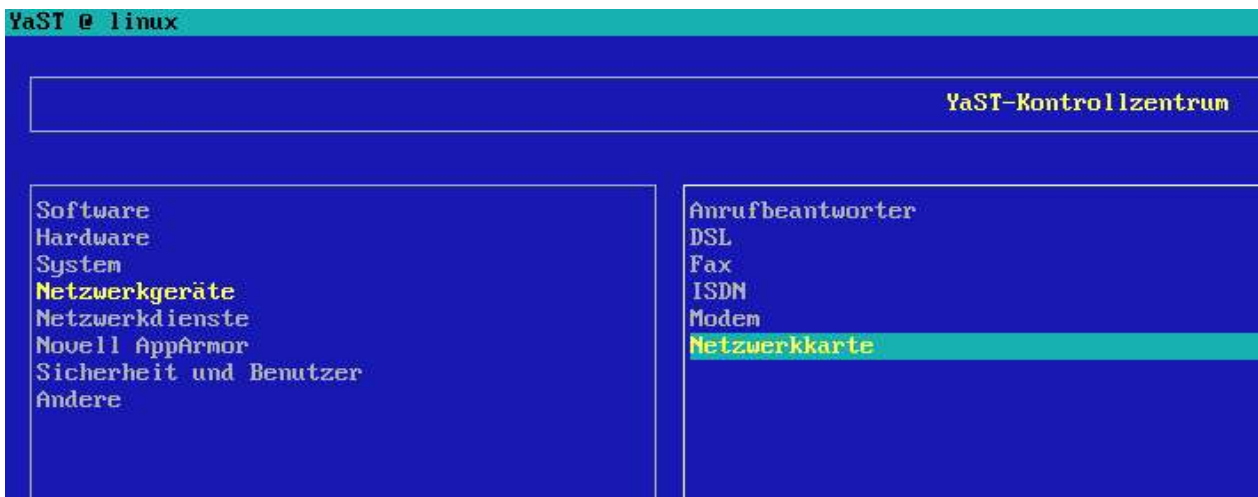 YaST @ linux
YaST-Kontrollzentrum
Software
Hardware
System
Netzwerkgeräte
Netzwerkdienste
Novell AppArmor
Sicherheit und Benutzer
Andere
Anrufbeantworter
DSL
Fax
ISDN
Modem
Netzwerkkarte